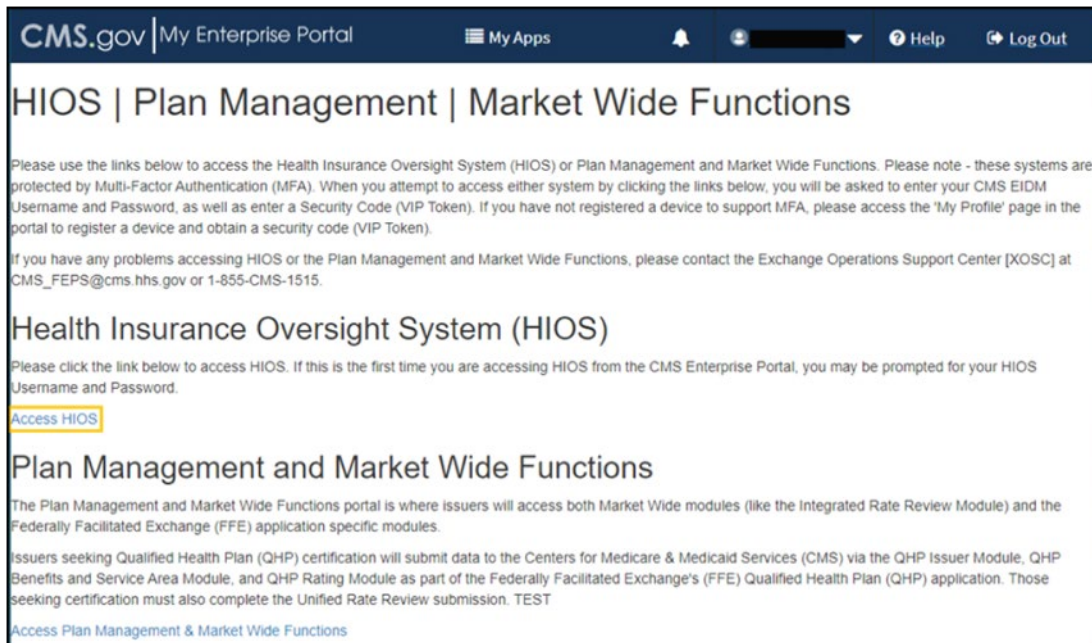 CMS.gov | My Enterprise Portal My Apps Help Log Out
HIOS | Plan Management | Market Wide Functions
Please use the links below to access the Health Insurance Oversight System (HIOS) or Plan Management and Market Wide Functions. Please note - these systems are
protected by Multi-Factor Authentication (MFA). When you attempt to access either system by clicking the links below, you will be asked to enter your CMS EIDM
Username and Password, as well as enter a Security Code (VIP Token). If you have not registered a device to support MFA, please access the 'My Profile' page in the
portal to register a device and obtain a security code (VIP Token).
If you have any problems accessing HIOS or the Plan Management and Market Wide Functions, please contact the Exchange Operations Support Center [XOSC] at
CMS_FEPS@cms.hhs.gov or 1-855-CMS-1515.
Health Insurance Oversight System (HIOS)
Please click the link below to access HIOS. If this is the first time you are accessing HIOS from the CMS Enterprise Portal, you may be prompted for your HIOS
Username and Password.
Access HIOS
Plan Management and Market Wide Functions
The Plan Management and Market Wide Functions portal is where issuers will access both Market Wide modules (like the Integrated Rate Review Module) and the
Federally Facilitated Exchange (FFE) application specific modules.
Issuers seeking Qualified Health Plan (QHP) certification will submit data to the Centers for Medicare & Medicaid Services (CMS) via the QHP Issuer Module, QHP
Benefits and Service Area Module, and QHP Rating Module as part of the Federally Facilitated Exchange's (FFE) Qualified Health Plan (QHP) application. Those
seeking certification must also complete the Unified Rate Review submission. TEST
Access Plan Management & Market Wide Functions